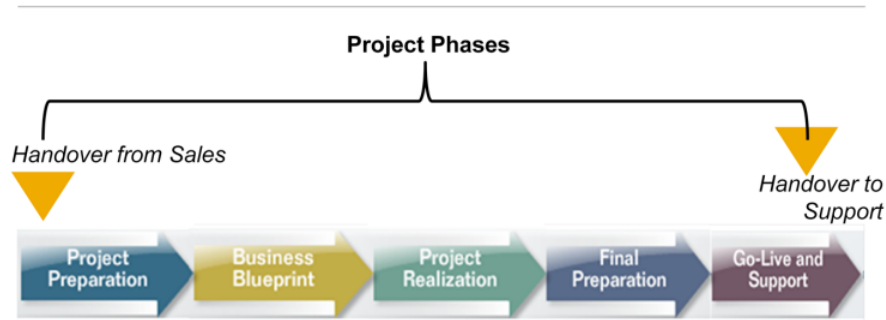 Project Phases
Handover from Sales
Handover to
Support
Project
Preparation
Business
Blueprint
Project
Realization
Final
Preparation
Go-Live and
Support